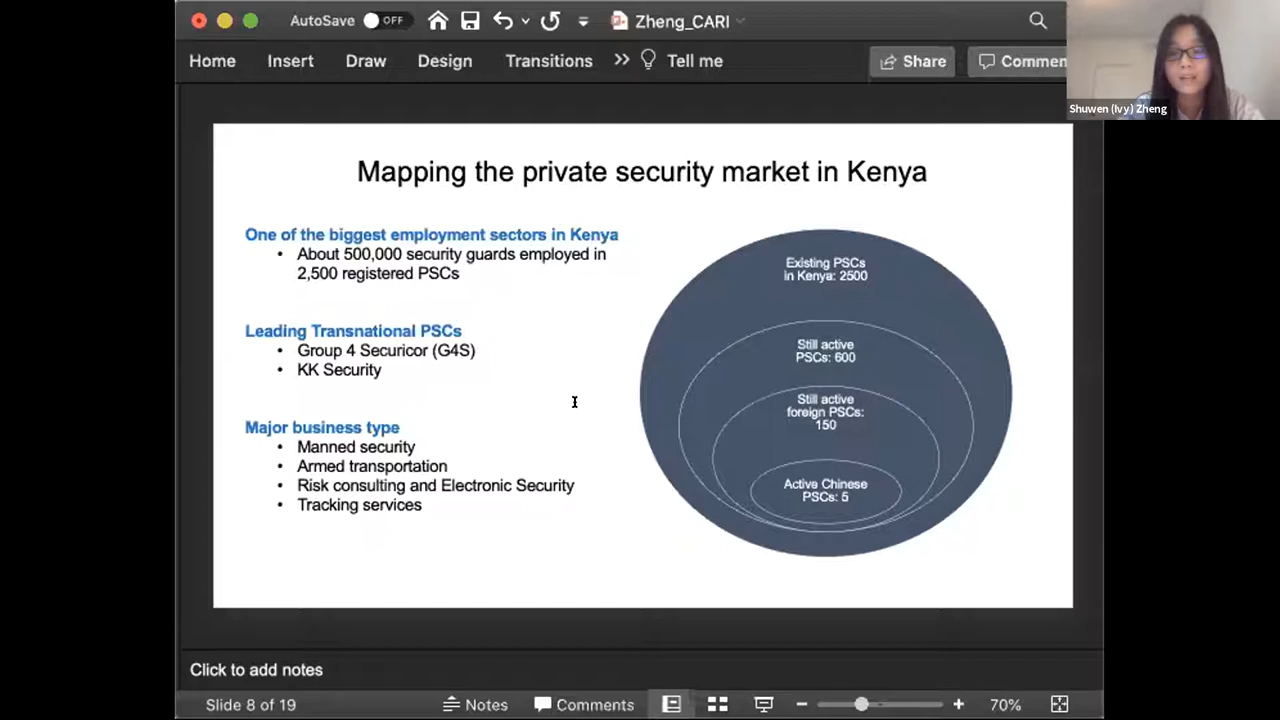 AutoSave
OFF
Zheng_CARI
Home
Insert
Draw
Design
Transitions
Tell me
Share
Commen
Shuwen (Ivy) Zheng
Mapping the private security market in Kenya
One of the biggest employment sectors in Kenya
• About 500,000 security guards employed in
2,500 registered PSCs
Leading Transnational PSCs
• Group 4 Securicor (G4S)
• KK Security
Major business type
• Manned security
• Armed transportation
• Risk consulting and Electronic Security
• Tracking services
Existing PSCs
in Kenya: 2500
Still active
PSCs: 600
Still active
foreign PSCs:
150
Active Chinese
PSCs: 5
Click to add notes
Slide 8 of 19
Notes
Comments
70%